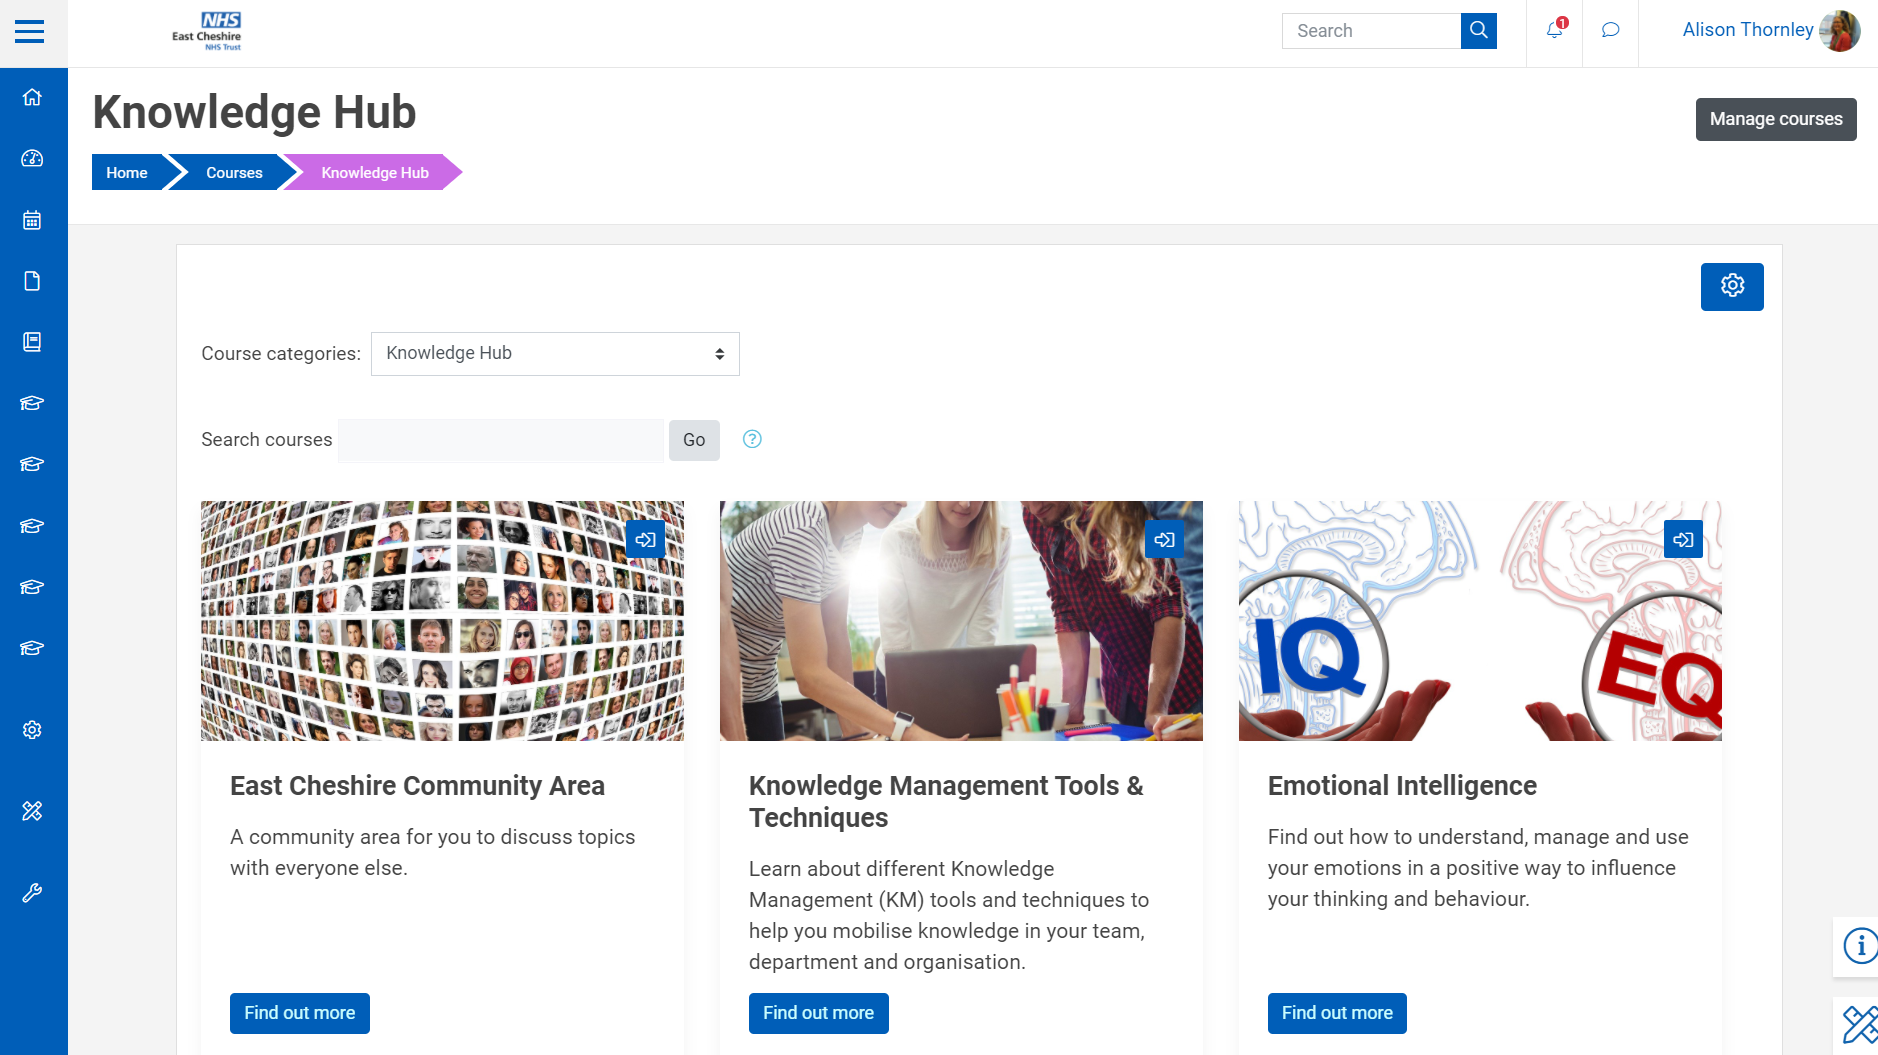 NHS
East Cheshire
NHS Trust
Search
1
Alison Thornley
Knowledge Hub
Manage courses
Home
Courses
Knowledge Hub
Course categories:
Knowledge Hub
Search courses
Go
?
IQ
EQ
East Cheshire Community Area
A community area for you to discuss topics
with everyone else.
Find out more
Knowledge Management Tools &
Techniques
Learn about different Knowledge
Management (KM) tools and techniques to
help you mobilise knowledge in your team,
department and organisation.
Find out more
Emotional Intelligence
Find out how to understand, manage and use
your emotions in a positive way to influence
your thinking and behaviour.
Find out more
i